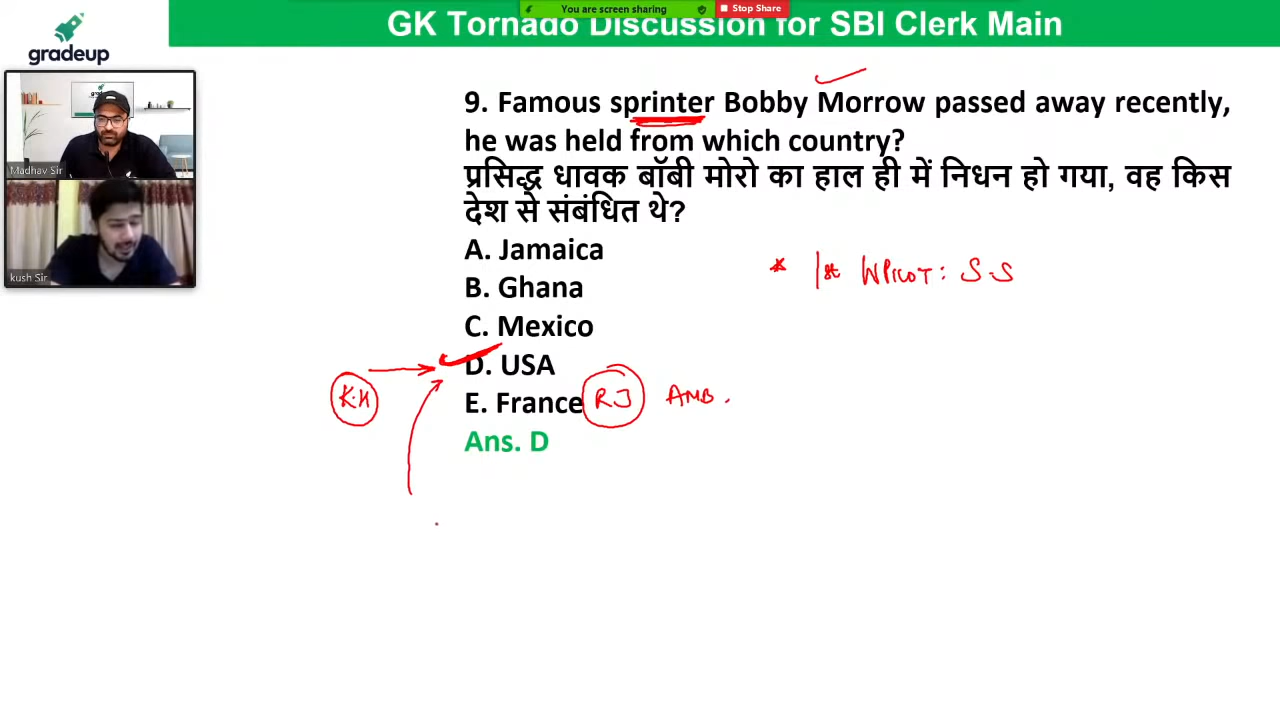 You are screen sharing
Stop Share
GK Tornado Discussion for SBI Clerk Main
gradeup
Madhav Sir
kush Sir
9. Famous sprinter Bobby Morrow passed away recently,
he was held from which country?
प्रसिद्ध धावक बॉबी मोरो का हाल ही में निधन हो गया, वह किस
देश से संबंधित थे?
A. Jamaica
* 1st W PILOT: S.S
B. Ghana
C. Mexico
D. USA
K.H
E. France
RJ AMB.
Ans. D